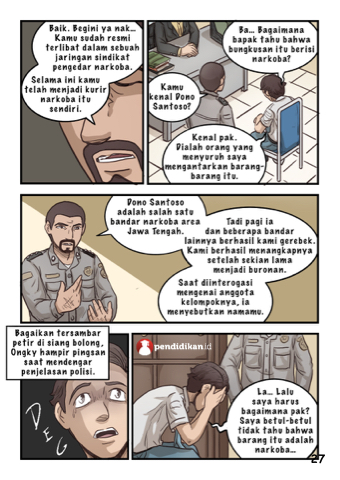 Baik. Begini ya nak...
Kamu sudah resmi
terlibat dalam sebuah
jaringan sindikat
pengedar narkoba.
Selama ini kamu
telah menjadi kurir
narkoba itu
sendiri.
Ba... Bagaimana
bapak tahu bahwa
bungkusan itu berisi
narkoba?
Kamu
kenal Dono
Santoso?
Kenal pak.
Dialah orang yang
menyuruh saya
mengantarkan barang-
barang itu.
Dono Santoso
adalah salah satu
bandar narkoba area
Jawa Tengah.
Tadi pagi ia
dan beberapa bandar
lainnya berhasil kami gerebek.
Kami berhasil menangkapnya
setelah sekian lama
menjadi buronan.
Saat diinterogasi
mengenai anggota
kelompoknya, ia
menyebutkan namamu.
Bagaikan tersambar
petir di siang bolong,
Ongky hampir pingsan
saat mendengar
penjelasan polisi.
DEG
pendidikan.id
La... Lalu
saya harus
bagaimana pak?
Saya betul-betul
tidak tahu bahwa
barang itu adalah
narkoba...
27